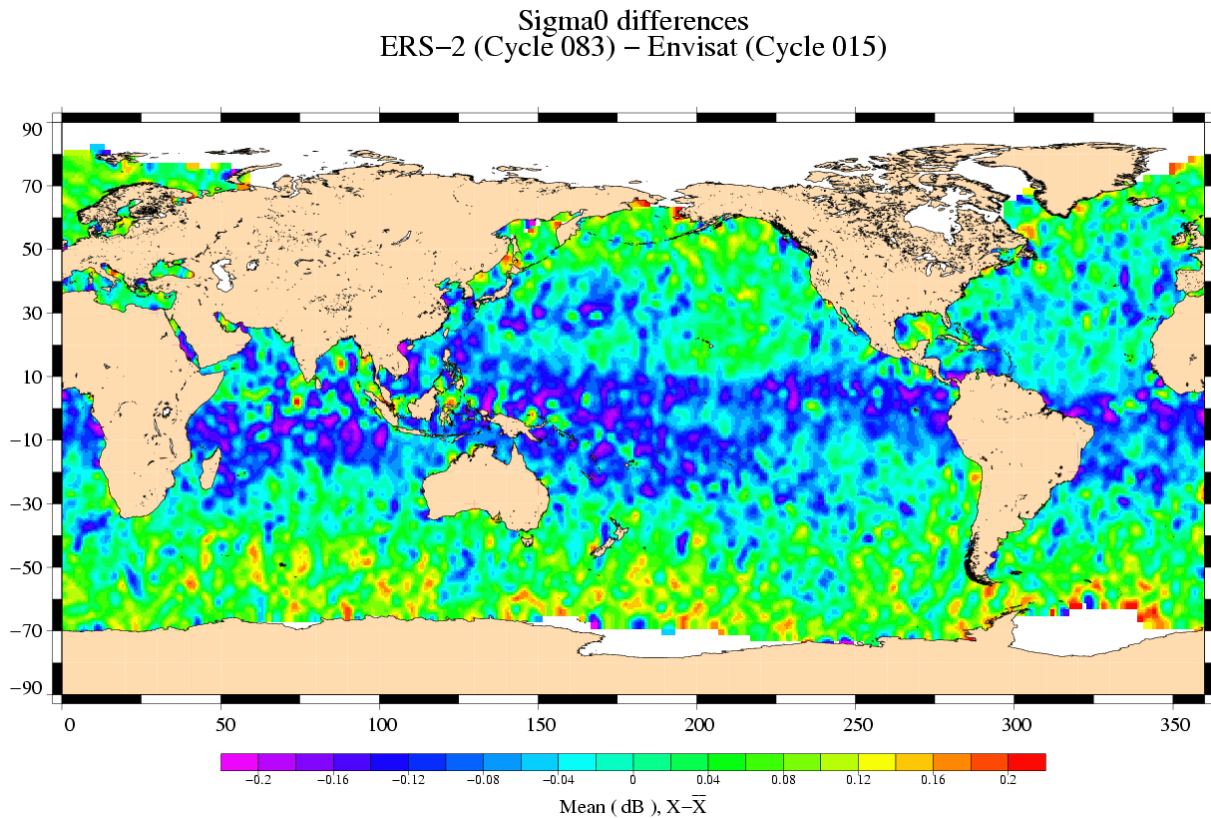 Sigma0 differences
ERS−2 (Cycle 083) − Envisat (Cycle 015)
90
70
50
30
10
−10
−30
−50
−70
−90
0 50 100 150 200 250 300 350
−0.2 −0.16 −0.12 −0.08 −0.04 0 0.04 0.08 0.12 0.16 0.2
Mean ( dB ), X−X̅